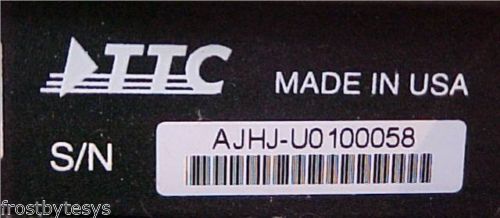 TTC
MADE IN USA
S/N
AJHJ-U0100058
frostbytesys